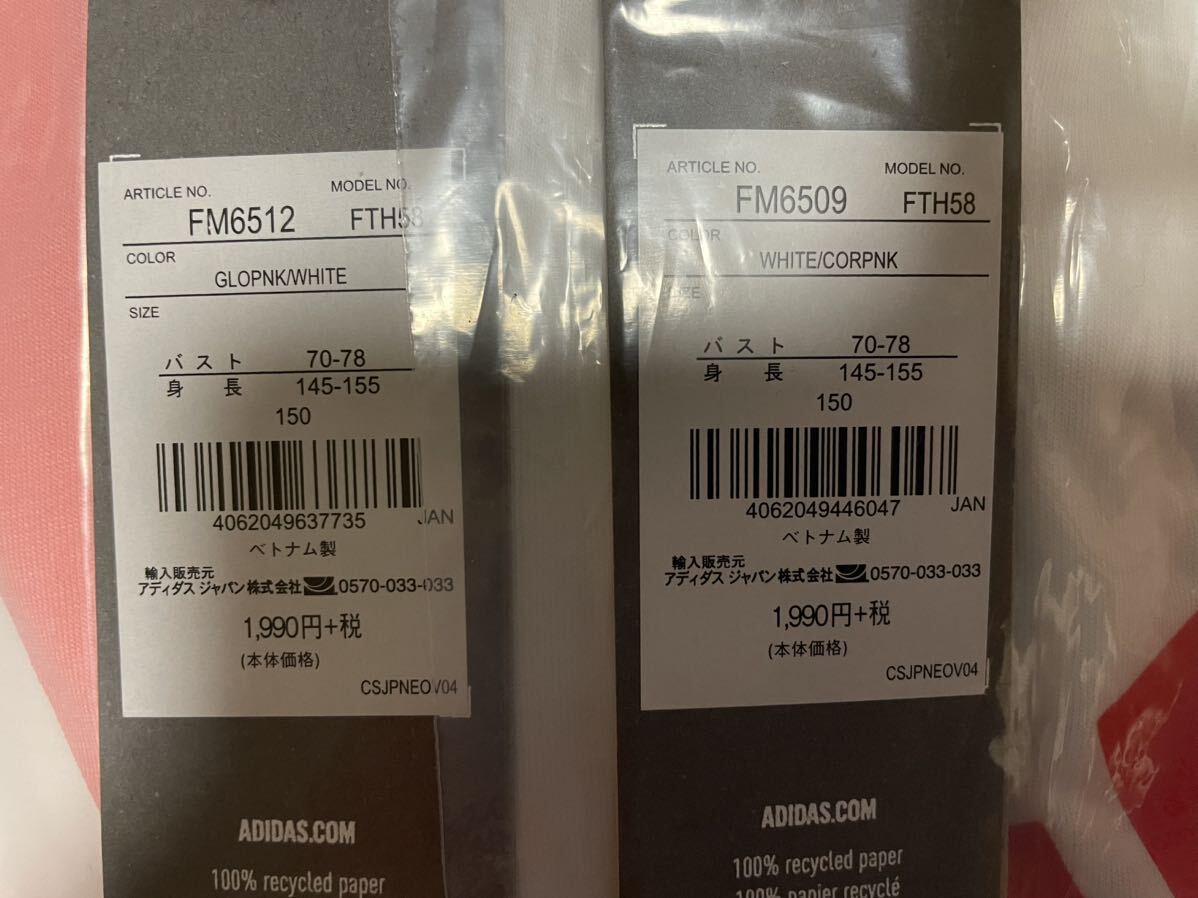 ARTICLE NO. MODEL NO.
FM6512 FTH58
COLOR
GLOPNK/WHITE
SIZE
バスト 70-78
身長 145-155
150
4062049637735 JAN
ベトナム製
輸入販売元
アディダス ジャパン株式会社 0570-033-033
1,990円+税
(本体価格)
CSJPNEOV04
ADIDAS.COM
100% recycled paper
ARTICLE NO. MODEL NO.
FM6509 FTH58
COLOR
WHITE/CORPNK
SIZE
バスト 70-78
身長 145-155
150
4062049446047 JAN
ベトナム製
輸入販売元
アディダス ジャパン株式会社 0570-033-033
1,990円+税
(本体価格)
CSJPNEOV04
ADIDAS.COM
100% recycled paper
100% papier recyclé